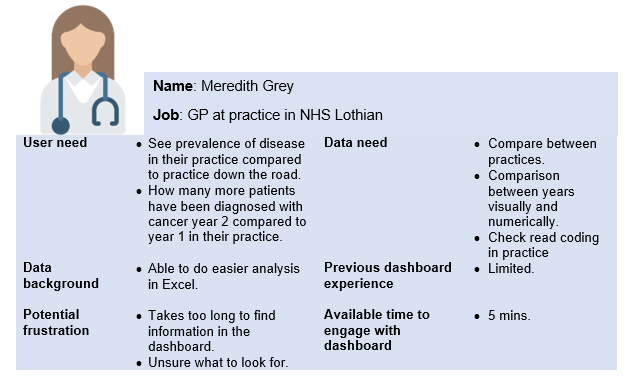 Name: Meredith Grey
Job: GP at practice in NHS Lothian
User need
• See prevalence of disease
in their practice compared
to practice down the road.
• How many more patients
have been diagnosed with
cancer year 2 compared to
year 1 in their practice.
Data need
• Compare between
practices.
• Comparison
between years
visually and
numerically.
• Check read coding
in practice
Data
background
• Able to do easier analysis
in Excel.
Previous dashboard
experience
• Limited.
Potential
frustration
• Takes too long to find
information in the
dashboard.
• Unsure what to look for.
Available time to
engage with
dashboard
• 5 mins.